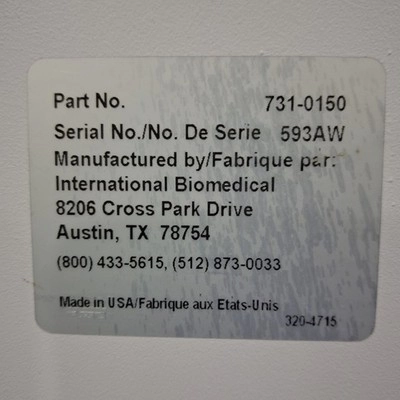 Part No. 731-0150
Serial No./No. De Serie 593AW
Manufactured by/Fabrique par:
International Biomedical
8206 Cross Park Drive
Austin, TX 78754
(800) 433-5615, (512) 873-0033
Made in USA/Fabrique aux Etats-Unis
320-4715